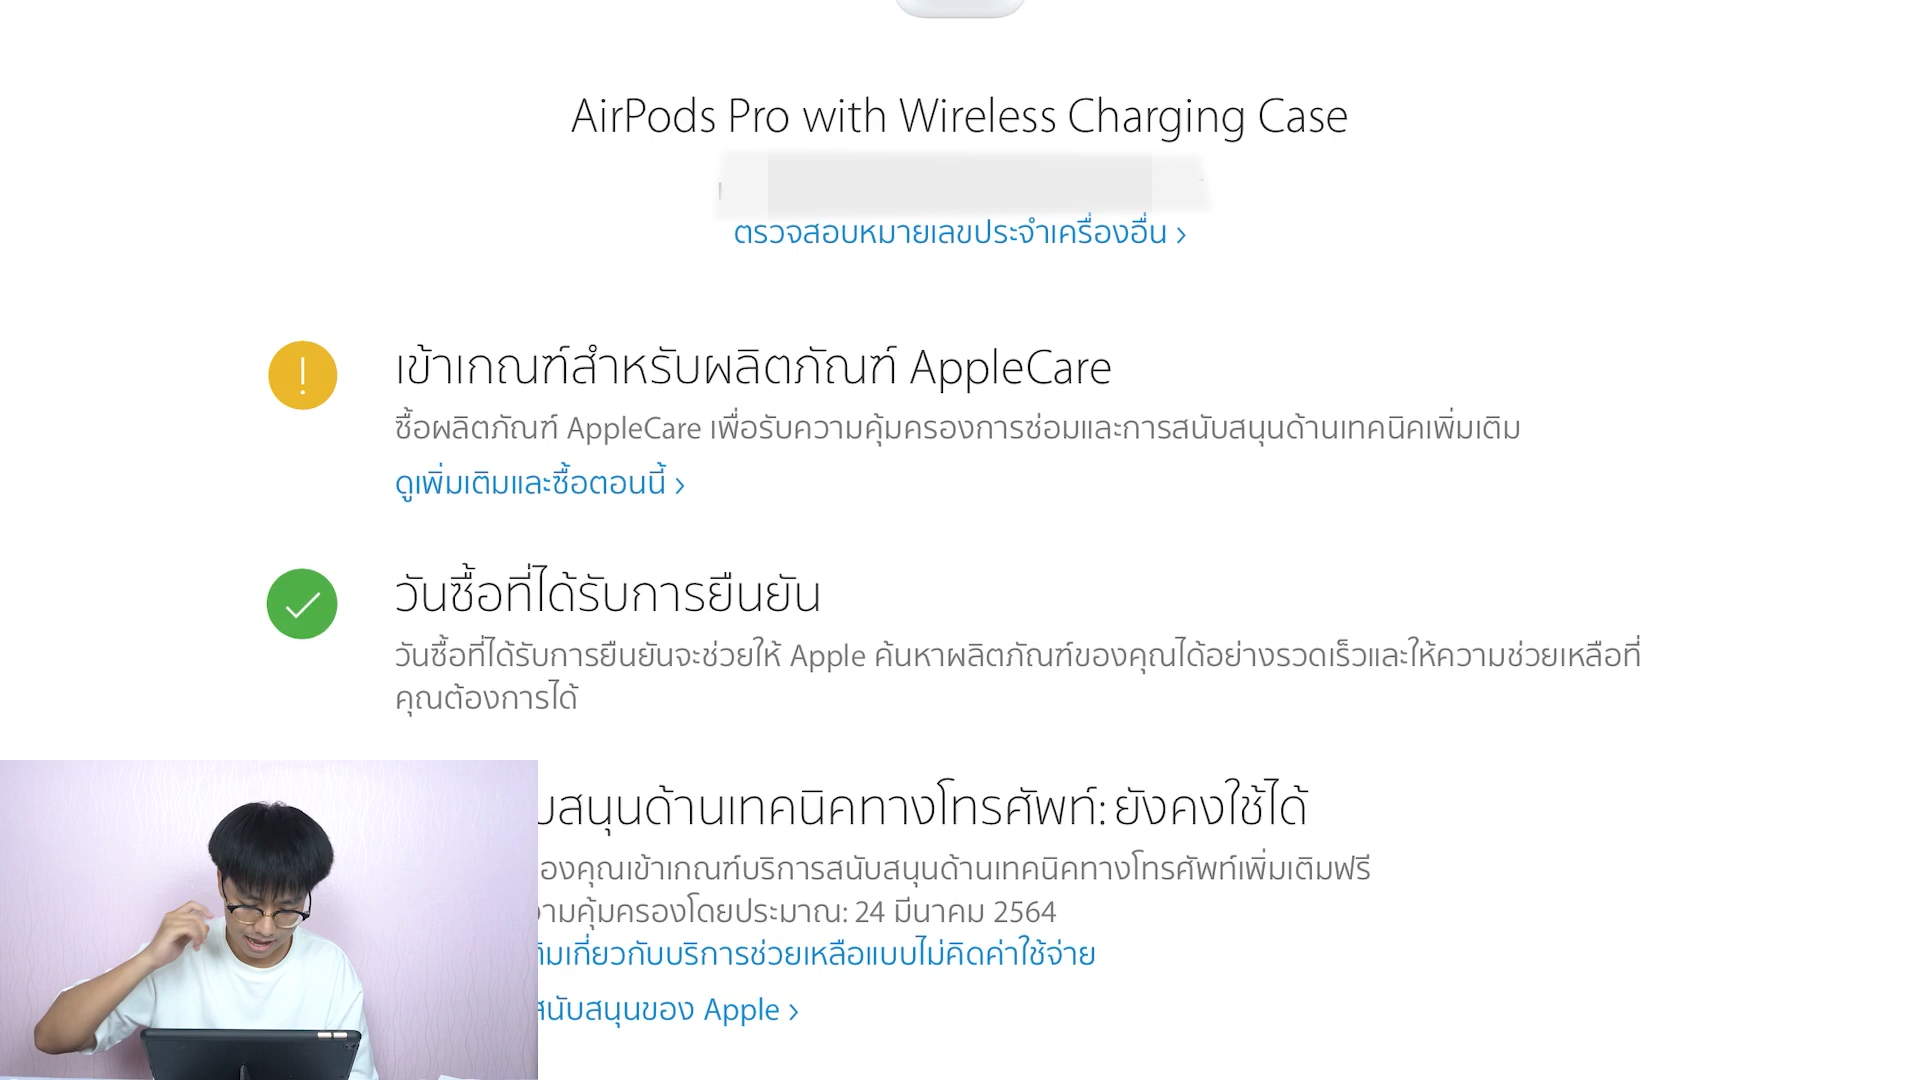 AirPods Pro with Wireless Charging Case
ตรวจสอบหมายเลขประจำเครื่องอื่น ›
เข้าเกณฑ์สำหรับผลิตภัณฑ์ AppleCare
ซื้อผลิตภัณฑ์ AppleCare เพื่อรับความคุ้มครองการซ่อมและการสนับสนุนด้านเทคนิคเพิ่มเติม
ดูเพิ่มเติมและซื้อตอนนี้ ›
วันซื้อที่ได้รับการยืนยัน
วันซื้อที่ได้รับการยืนยันจะช่วยให้ Apple ค้นหาผลิตภัณฑ์ของคุณได้อย่างรวดเร็วและให้ความช่วยเหลือที่
คุณต้องการได้
บสนุนด้านเทคนิคทางโทรศัพท์: ยังคงใช้ได้
องคุณเข้าเกณฑ์บริการสนับสนุนด้านเทคนิคทางโทรศัพท์เพิ่มเติมฟรี
ามคุ้มครองโดยประมาณ: 24 มีนาคม 2564
ติมเกี่ยวกับบริการช่วยเหลือแบบไม่คิดค่าใช้จ่าย
สนับสนุนของ Apple ›